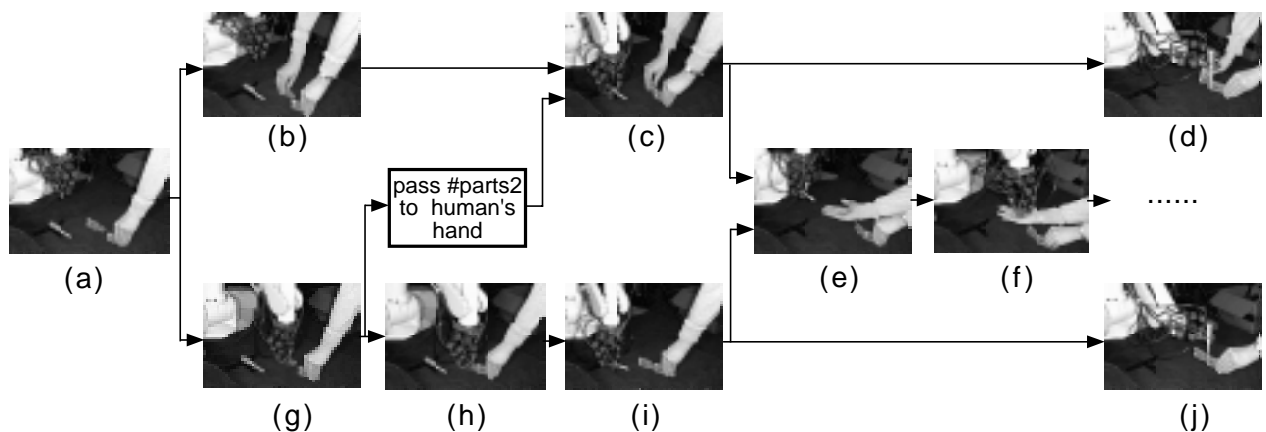 (b)
(c)
(d)
pass #parts2
to human's
hand
......
(a)
(e)
(f)
(g)
(h)
(i)
(j)